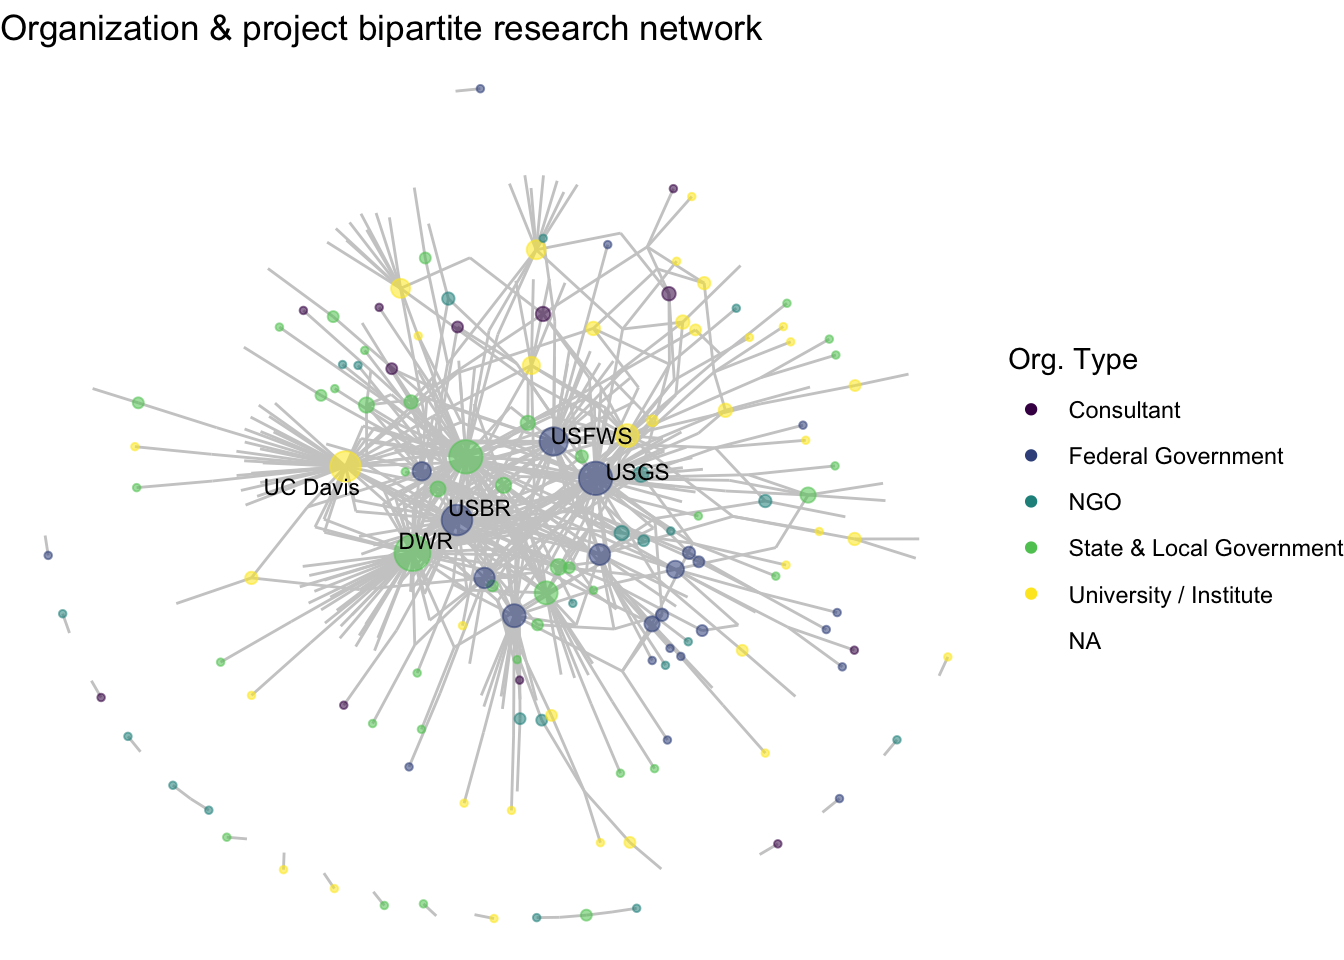 Organization & project bipartite research network
USFWS
USGS
UC Davis
USBR
DWR
Org. Type
Consultant
Federal Government
NGO
State & Local Government
University / Institute
NA